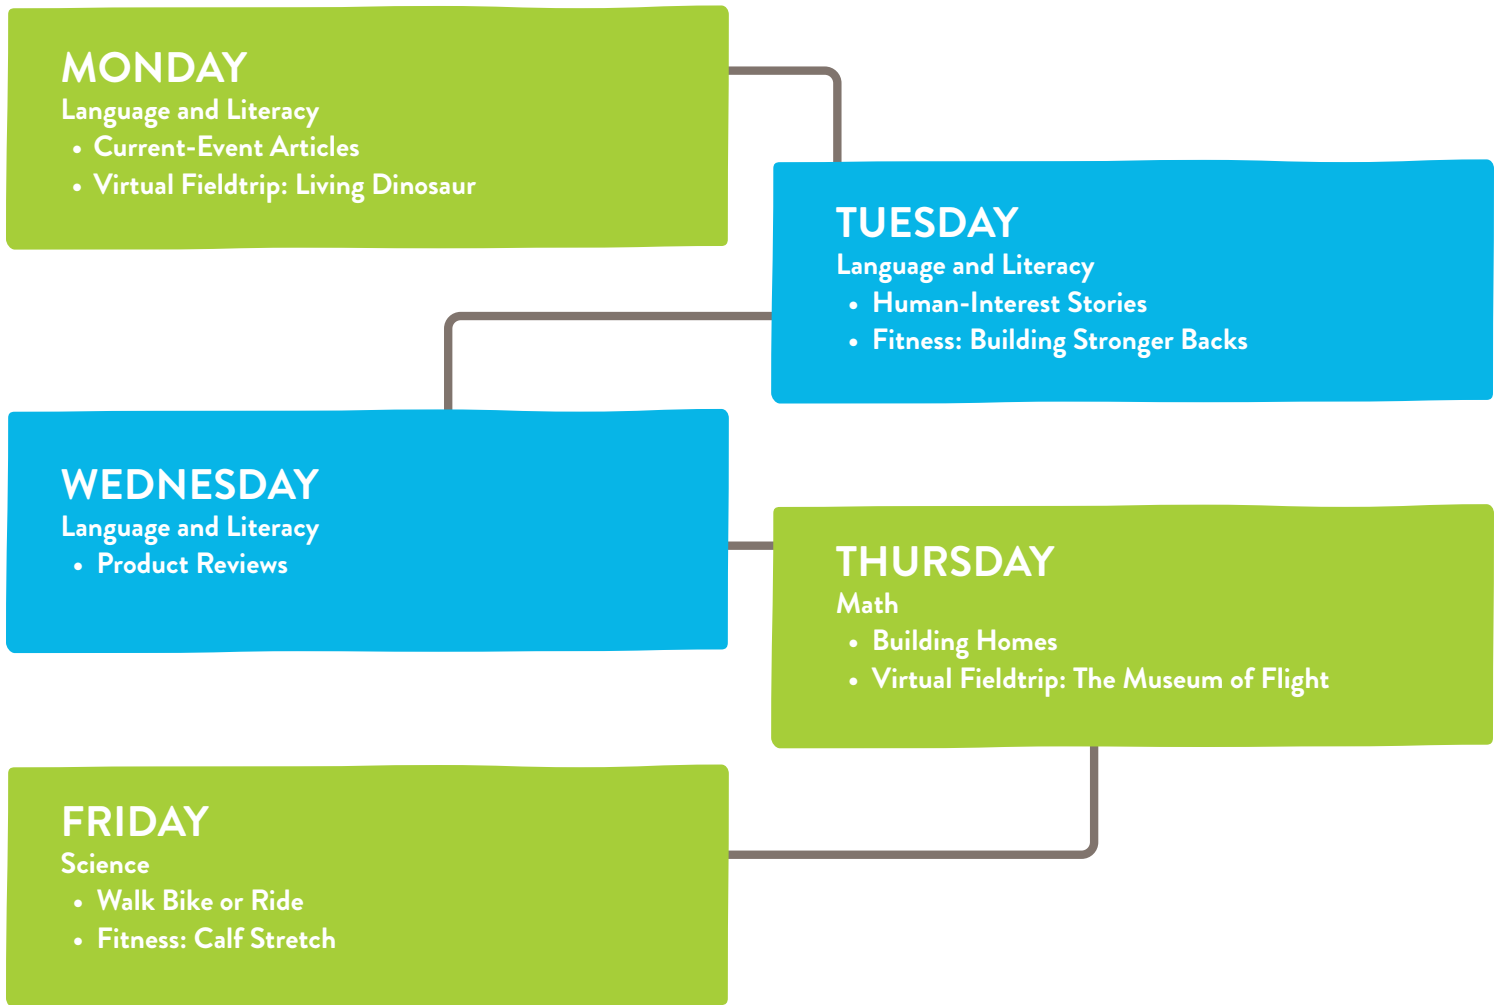 MONDAY
Language and Literacy
• Current-Event Articles
• Virtual Fieldtrip: Living Dinosaur
TUESDAY
Language and Literacy
• Human-Interest Stories
• Fitness: Building Stronger Backs
WEDNESDAY
Language and Literacy
• Product Reviews
THURSDAY
Math
• Building Homes
• Virtual Fieldtrip: The Museum of Flight
FRIDAY
Science
• Walk Bike or Ride
• Fitness: Calf Stretch